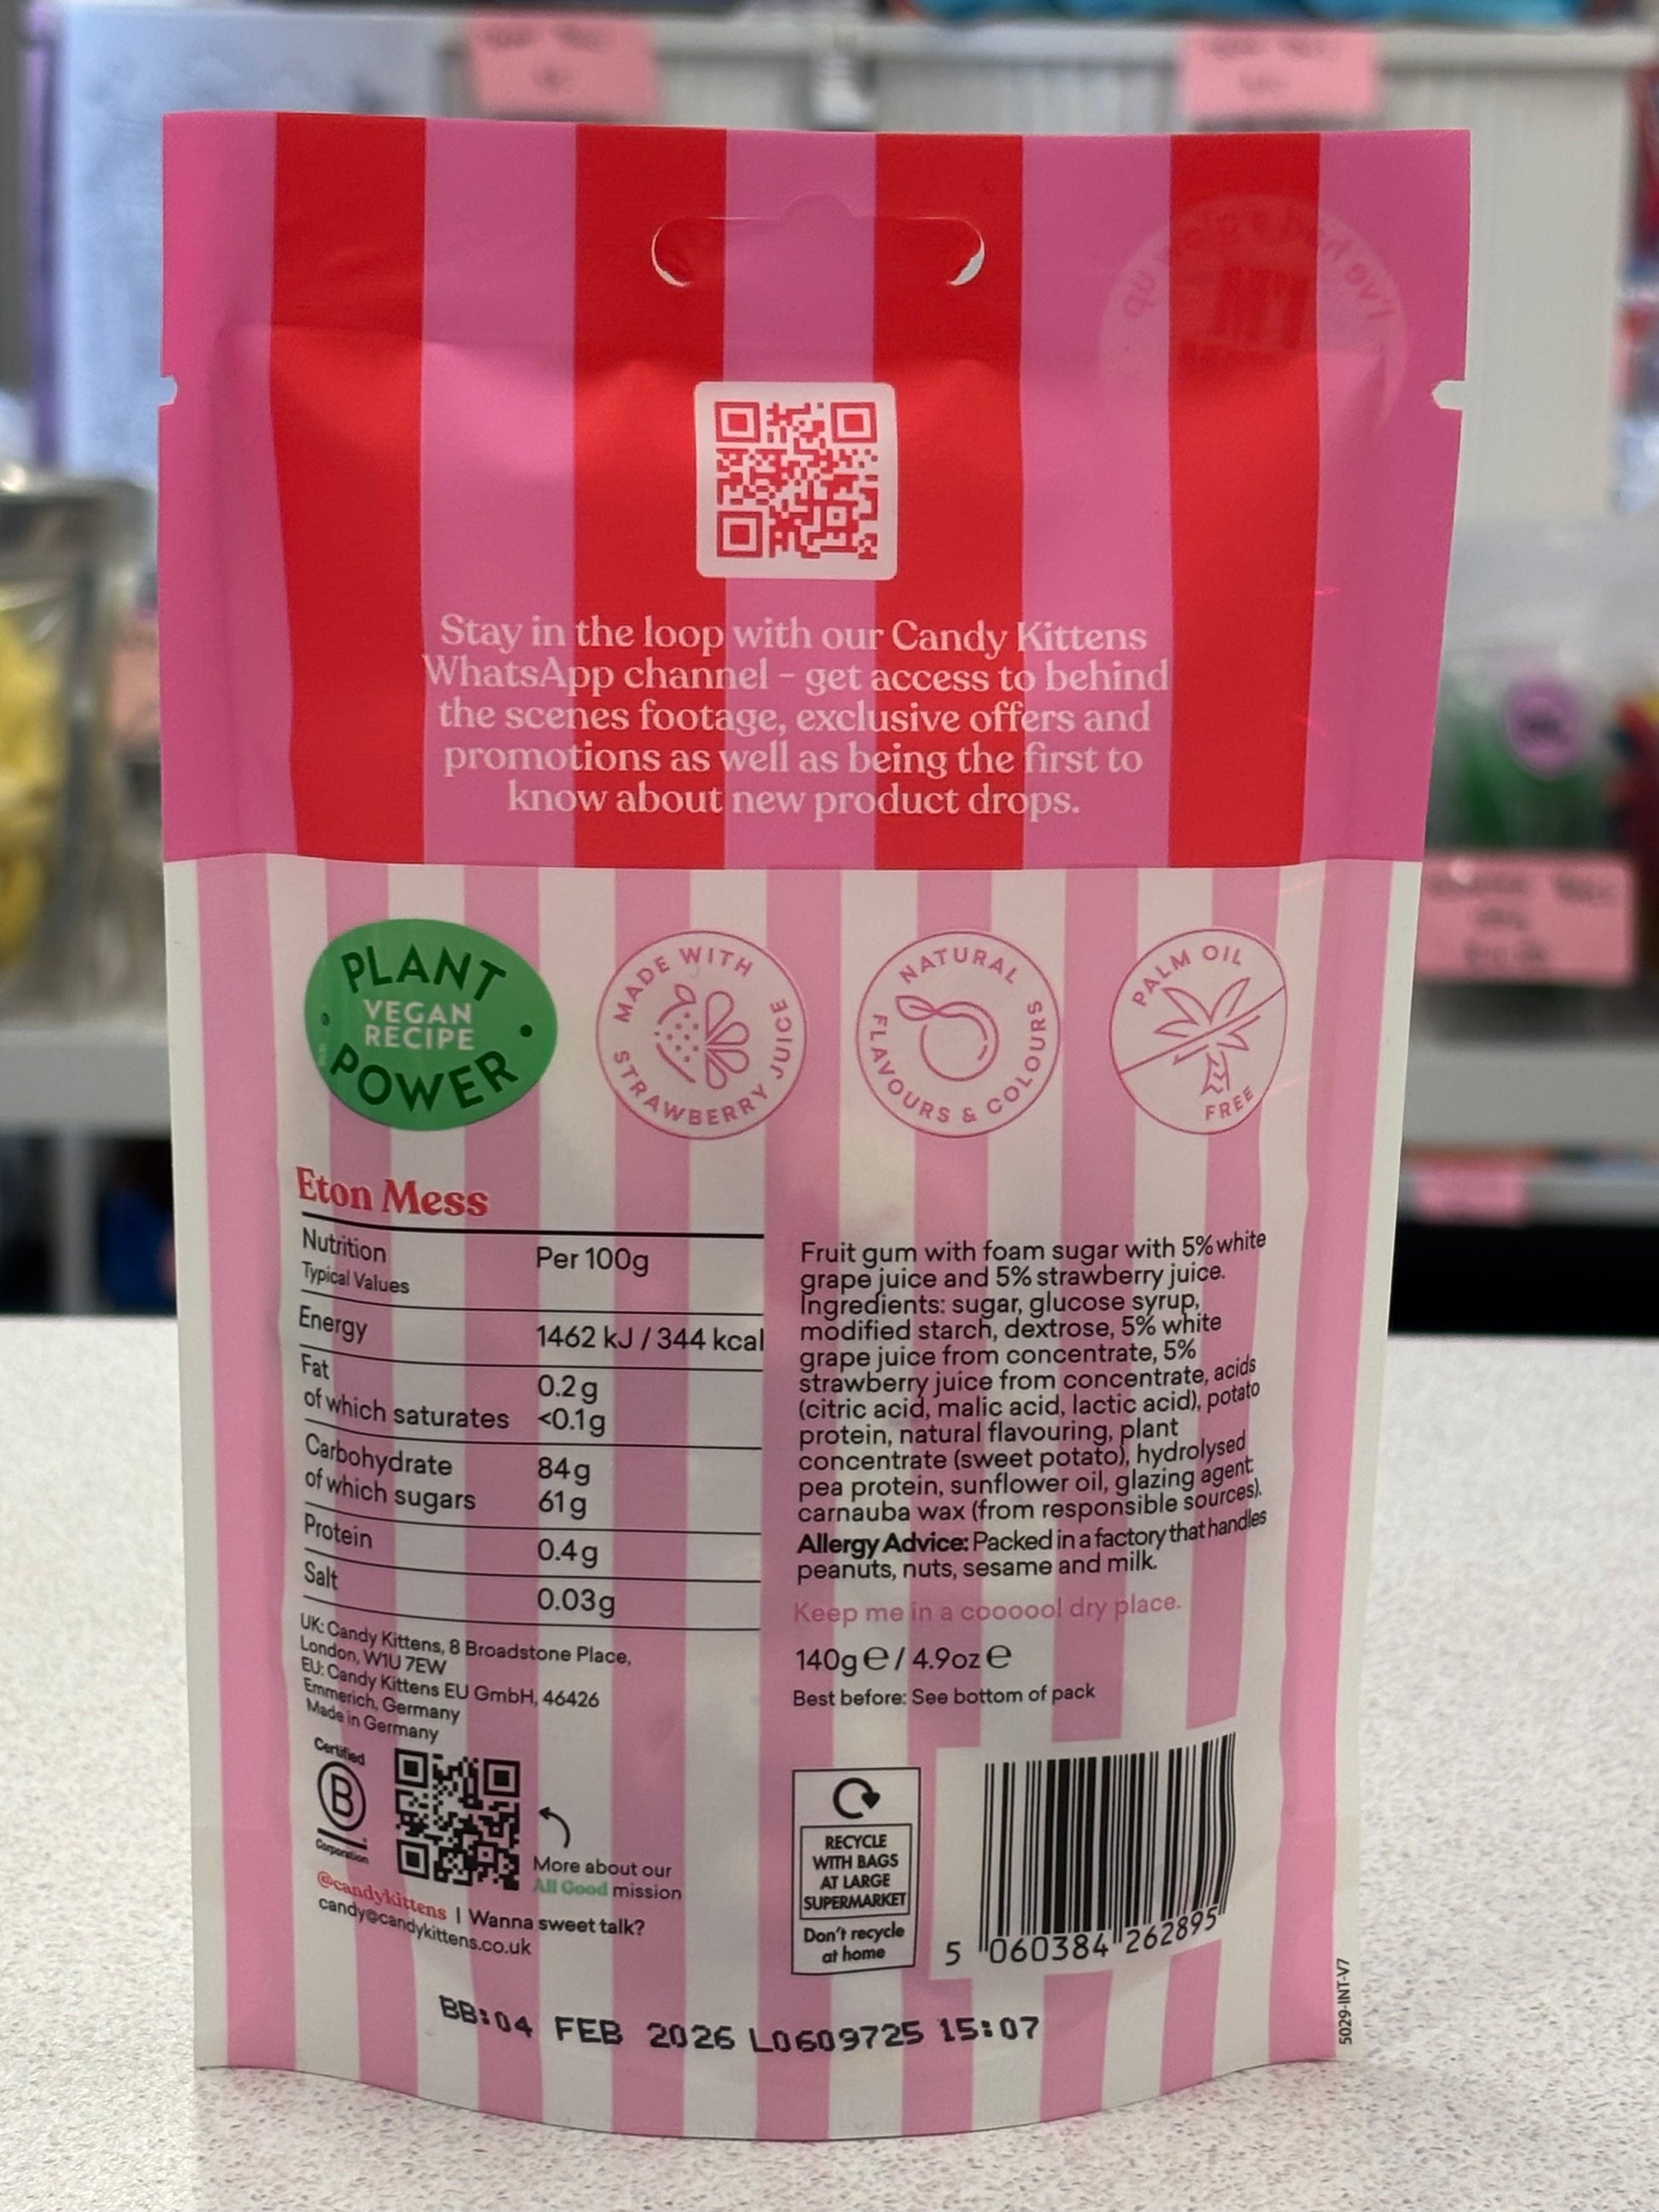 I've had a glow up
Stay in the loop with our Candy Kittens
WhatsApp channel - get access to behind
the scenes footage, exclusive offers and
promotions as well as being the first to
know about new product drops.
PLANT
VEGAN
RECIPE
POWER
MADE WITH
STRAWBERRY JUICE
NATURAL
FLAVOURS & COLOURS
PALM OIL
FREE
Eton Mess
Nutrition
Typical Values
Per 100g
Energy 1462 kJ / 344 kcal
Fat 0.2g
of which saturates <0.1g
Carbohydrate 84g
of which sugars 61g
Protein 0.4g
Salt 0.03g
UK: Candy Kittens, 8 Broadstone Place,
London, W1U 7EW
EU: Candy Kittens EU GmbH, 46426
Emmerich, Germany
Made in Germany
Certified
B
Corporation
More about our
All Good mission
@candykittens | Wanna sweet talk?
candy@candykittens.co.uk
Fruit gum with foam sugar with 5% white
grape juice and 5% strawberry juice.
Ingredients: sugar, glucose syrup,
modified starch, dextrose, 5% white
grape juice from concentrate, 5%
strawberry juice from concentrate, acids
(citric acid, malic acid, lactic acid), potato
protein, natural flavouring, plant
concentrate (sweet potato), hydrolysed
pea protein, sunflower oil, glazing agent:
carnauba wax (from responsible sources).
Allergy Advice: Packed in a factory that handles
peanuts, nuts, sesame and milk.
Keep me in a coooool dry place.
140g e / 4.9oz e
Best before: See bottom of pack
RECYCLE
WITH BAGS
AT LARGE
SUPERMARKET
Don't recycle
at home
5 060384 262895
5029-INT-V7
BB:04 FEB 2026 L0609725 15:07